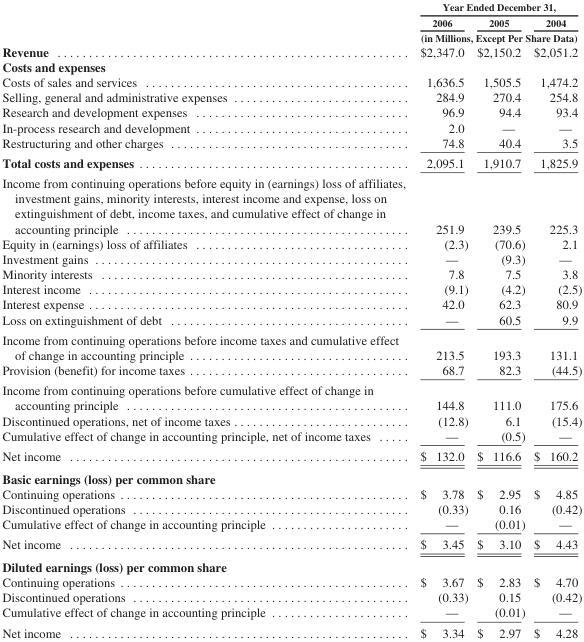 Year Ended December 31,
2006 2005 2004
(in Millions, Except Per Share Data)
Revenue $2,347.0 $2,150.2 $2,051.2
Costs and expenses
Costs of sales and services 1,636.5 1,505.5 1,474.2
Selling, general and administrative expenses 284.9 270.4 254.8
Research and development expenses 96.9 94.4 93.4
In-process research and development 2.0 — —
Restructuring and other charges 74.8 40.4 3.5
Total costs and expenses 2,095.1 1,910.7 1,825.9
Income from continuing operations before equity in (earnings) loss of affiliates,
investment gains, minority interests, interest income and expense, loss on
extinguishment of debt, income taxes, and cumulative effect of change in
accounting principle 251.9 239.5 225.3
Equity in (earnings) loss of affiliates (2.3) (70.6) 2.1
Investment gains — (9.3) —
Minority interests 7.8 7.5 3.8
Interest income (9.1) (4.2) (2.5)
Interest expense 42.0 62.3 80.9
Loss on extinguishment of debt — 60.5 9.9
Income from continuing operations before income taxes and cumulative effect
of change in accounting principle 213.5 193.3 131.1
Provision (benefit) for income taxes 68.7 82.3 (44.5)
Income from continuing operations before cumulative effect of change in
accounting principle 144.8 111.0 175.6
Discontinued operations, net of income taxes (12.8) 6.1 (15.4)
Cumulative effect of change in accounting principle, net of income taxes — (0.5) —
Net income $ 132.0 $ 116.6 $ 160.2
Basic earnings (loss) per common share
Continuing operations $ 3.78 $ 2.95 $ 4.85
Discontinued operations (0.33) 0.16 (0.42)
Cumulative effect of change in accounting principle — (0.01) —
Net income $ 3.45 $ 3.10 $ 4.43
Diluted earnings (loss) per common share
Continuing operations $ 3.67 $ 2.83 $ 4.70
Discontinued operations (0.33) 0.15 (0.42)
Cumulative effect of change in accounting principle — (0.01) —
Net income $ 3.34 $ 2.97 $ 4.28